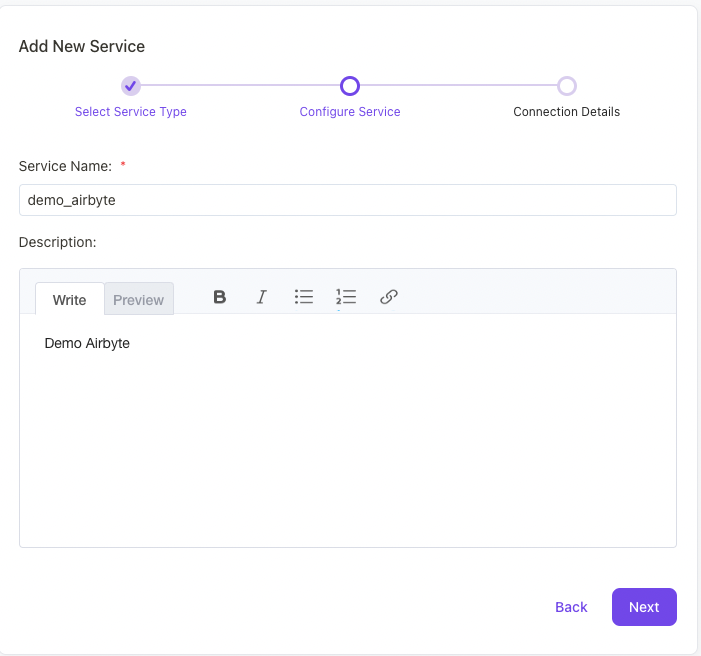 Add New Service
Select Service Type Configure Service Connection Details
Service Name: *
demo_airbyte
Description:
Write Preview B I
Demo Airbyte
Back Next